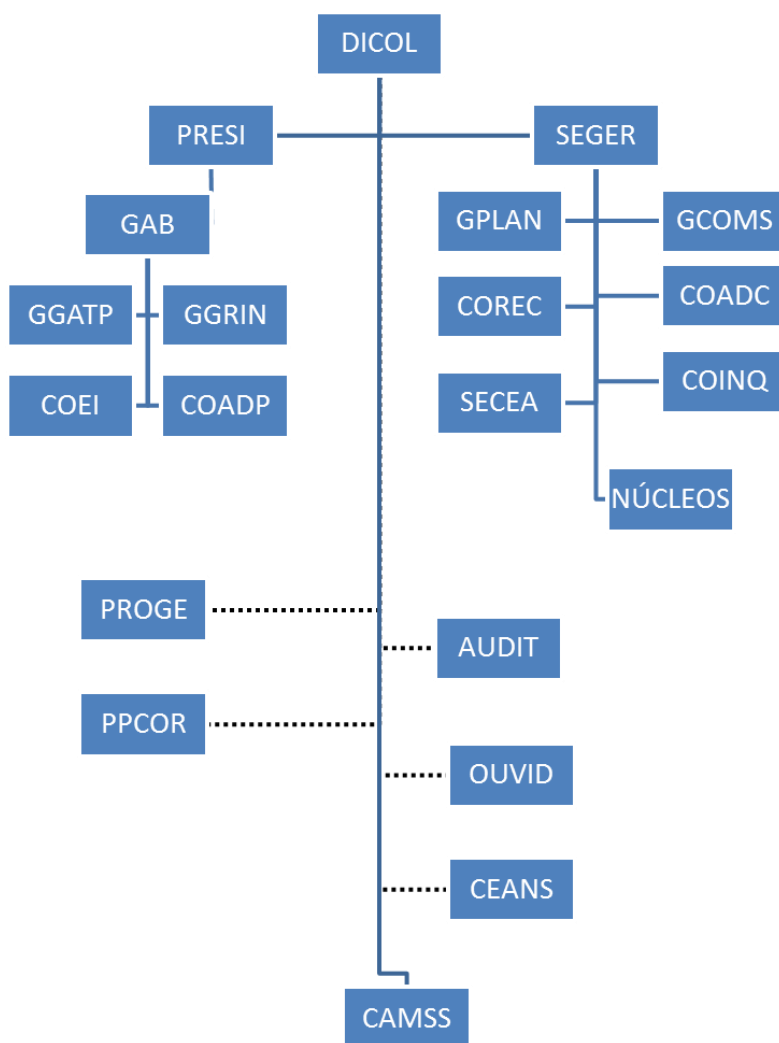 DICOL
PRESI
SEGER
GAB
GPLAN
GCOMS
GGATP
GGRIN
COREC
COADC
COEI
COADP
SECEA
COINQ
NÚCLEOS
PROGE
AUDIT
PPCOR
OUVID
CEANS
CAMSS